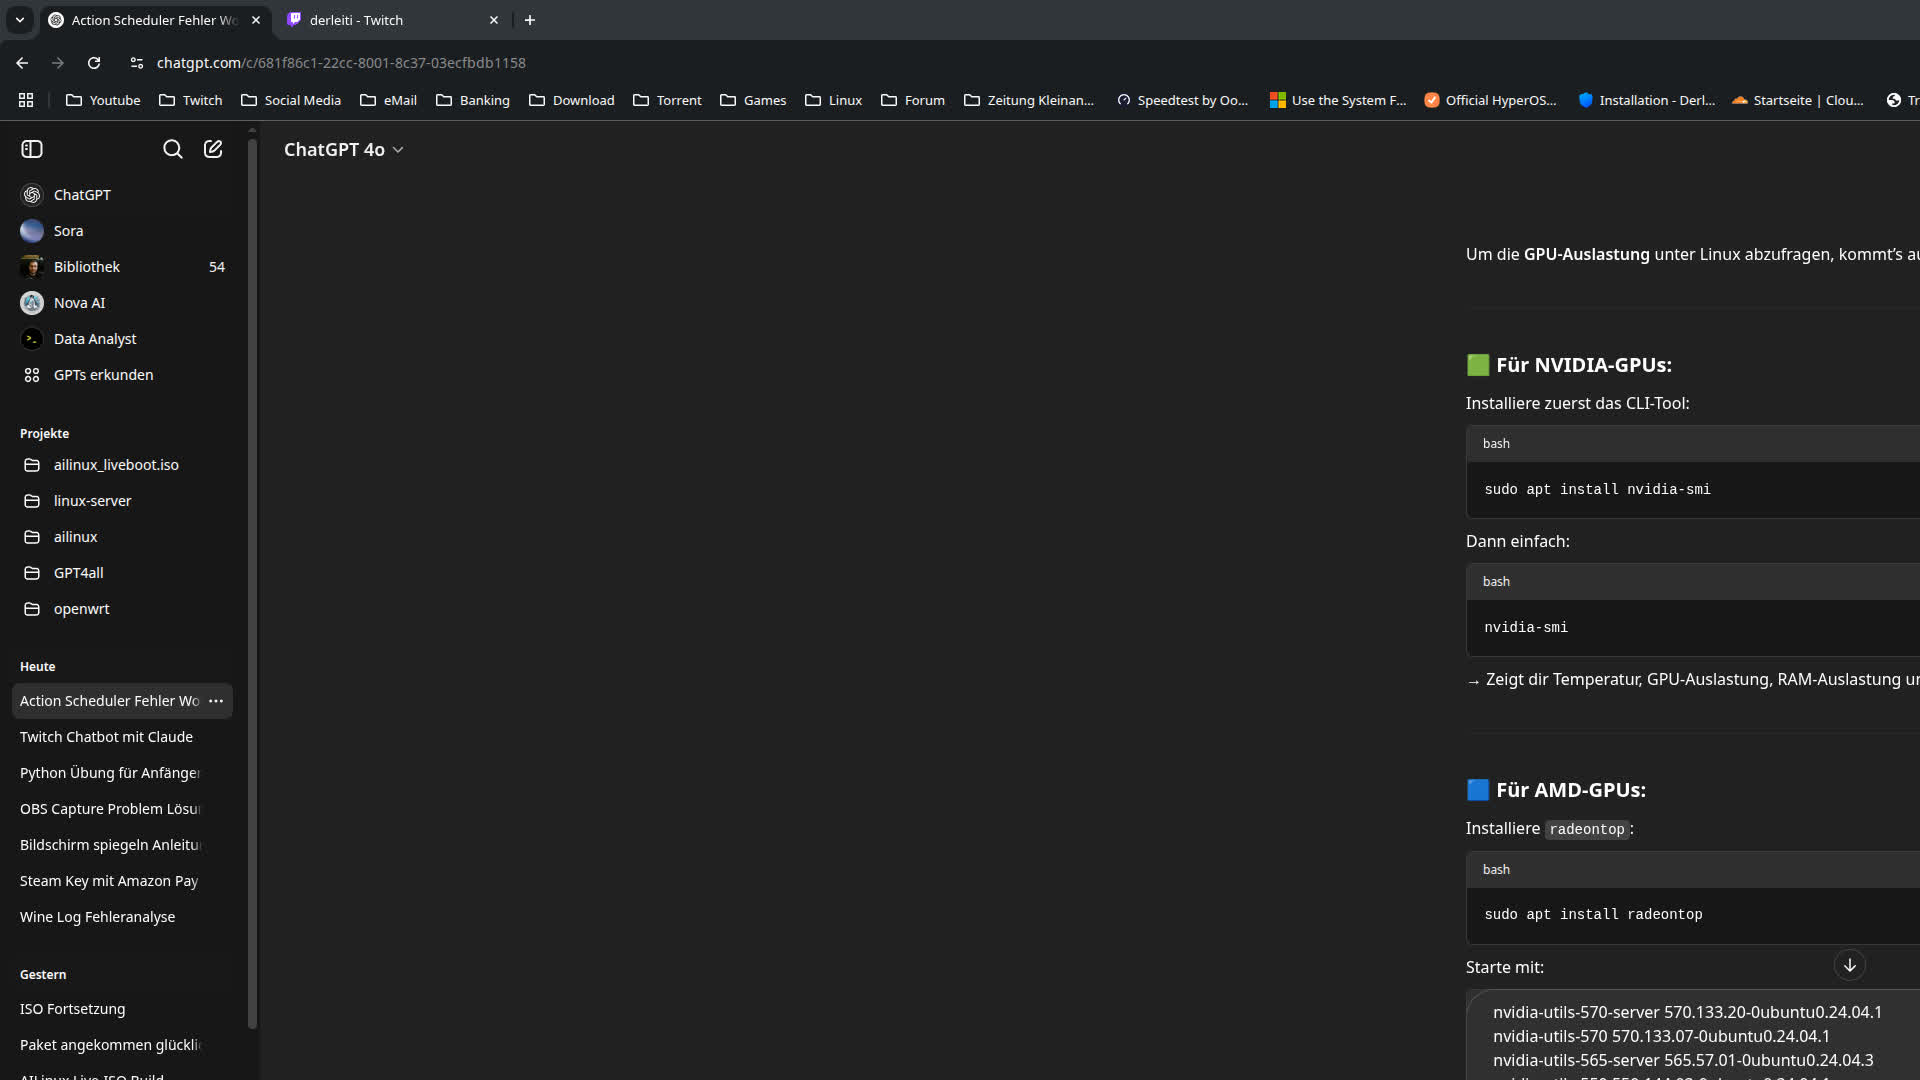 Action Scheduler Fehler Wo
derleiti - Twitch
chatgpt.com/c/681f86c1-22cc-8001-8c37-03ecfbdb1158
Youtube
Twitch
Social Media
eMail
Banking
Download
Torrent
Games
Linux
Forum
Zeitung Kleinan...
Speedtest by Oo...
Use the System F...
Official HyperOS...
Installation - Derl...
Startseite | Clou...
ChatGPT 4o
ChatGPT
Sora
Bibliothek 54
Nova AI
Data Analyst
GPTs erkunden
Projekte
ailinux_liveboot.iso
linux-server
ailinux
GPT4all
openwrt
Heute
Action Scheduler Fehler Wo
Twitch Chatbot mit Claude
Python Übung für Anfänger
OBS Capture Problem Lösu
Bildschirm spiegeln Anleitu
Steam Key mit Amazon Pay
Wine Log Fehleranalyse
Gestern
ISO Fortsetzung
Paket angekommen glückli
AILinux Live ISO Build
Um die GPU-Auslastung unter Linux abzufragen, kommt's au
Für NVIDIA-GPUs:
Installiere zuerst das CLI-Tool:
bash
sudo apt install nvidia-smi
Dann einfach:
bash
nvidia-smi
→ Zeigt dir Temperatur, GPU-Auslastung, RAM-Auslastung un
Für AMD-GPUs:
Installiere radeontop:
bash
sudo apt install radeontop
Starte mit:
nvidia-utils-570-server 570.133.20-0ubuntu0.24.04.1
nvidia-utils-570 570.133.07-0ubuntu0.24.04.1
nvidia-utils-565-server 565.57.01-0ubuntu0.24.04.3